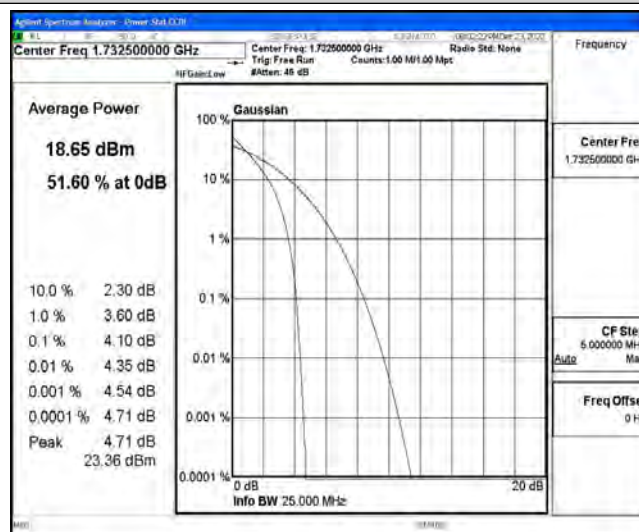 Agilent Spectrum Analyzer - Power Stat CCDF
Center Freq 1.732500000 GHz
Center Freq: 1.732500000 GHz
Radio Std: None
Trig: Free Run
Counts:1.00 M/1.00 Mpt
#IFGain:Low
#Atten: 46 dB
Frequency
Average Power
18.65 dBm
51.60 % at 0dB
10.0 % 2.30 dB
1.0 % 3.60 dB
0.1 % 4.10 dB
0.01 % 4.35 dB
0.001 % 4.54 dB
0.0001 % 4.71 dB
Peak 4.71 dB
23.36 dBm
Gaussian
100 %
10 %
1 %
0.1 %
0.01 %
0.001 %
0.0001 %
0 dB
20 dB
Info BW 25.000 MHz
Center Fre
1.732500000 GH
CF Ste
5.000000 MH
Auto Ma
Freq Offse
0 H